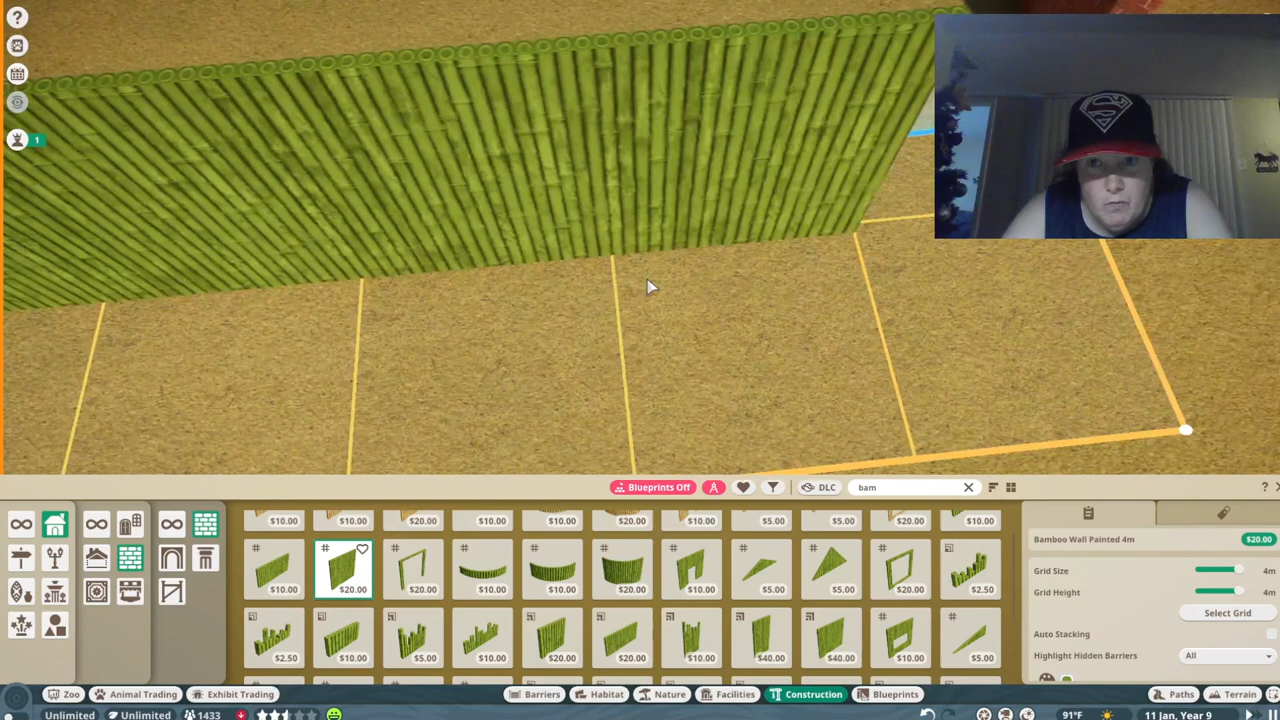 ?
1
Blueprints Off
DLC
bam
?
$10.00 $10.00 $20.00 $10.00 $10.00 $20.00 $10.00 $5.00 $5.00 $20.00 $10.00
$10.00 $20.00 $20.00 $10.00 $10.00 $20.00 $10.00 $5.00 $5.00 $20.00 $2.50
$2.50 $10.00 $5.00 $10.00 $20.00 $20.00 $10.00 $40.00 $40.00 $10.00 $5.00
Bamboo Wall Painted 4m $20.00
Grid Size 4m
Grid Height 4m
Select Grid
Auto Stacking
Highlight Hidden Barriers All
Zoo Animal Trading Exhibit Trading Barriers Habitat Nature Facilities Construction Blueprints Paths Terrain
Unlimited Unlimited 1433 91°F 11 Jan, Year 9